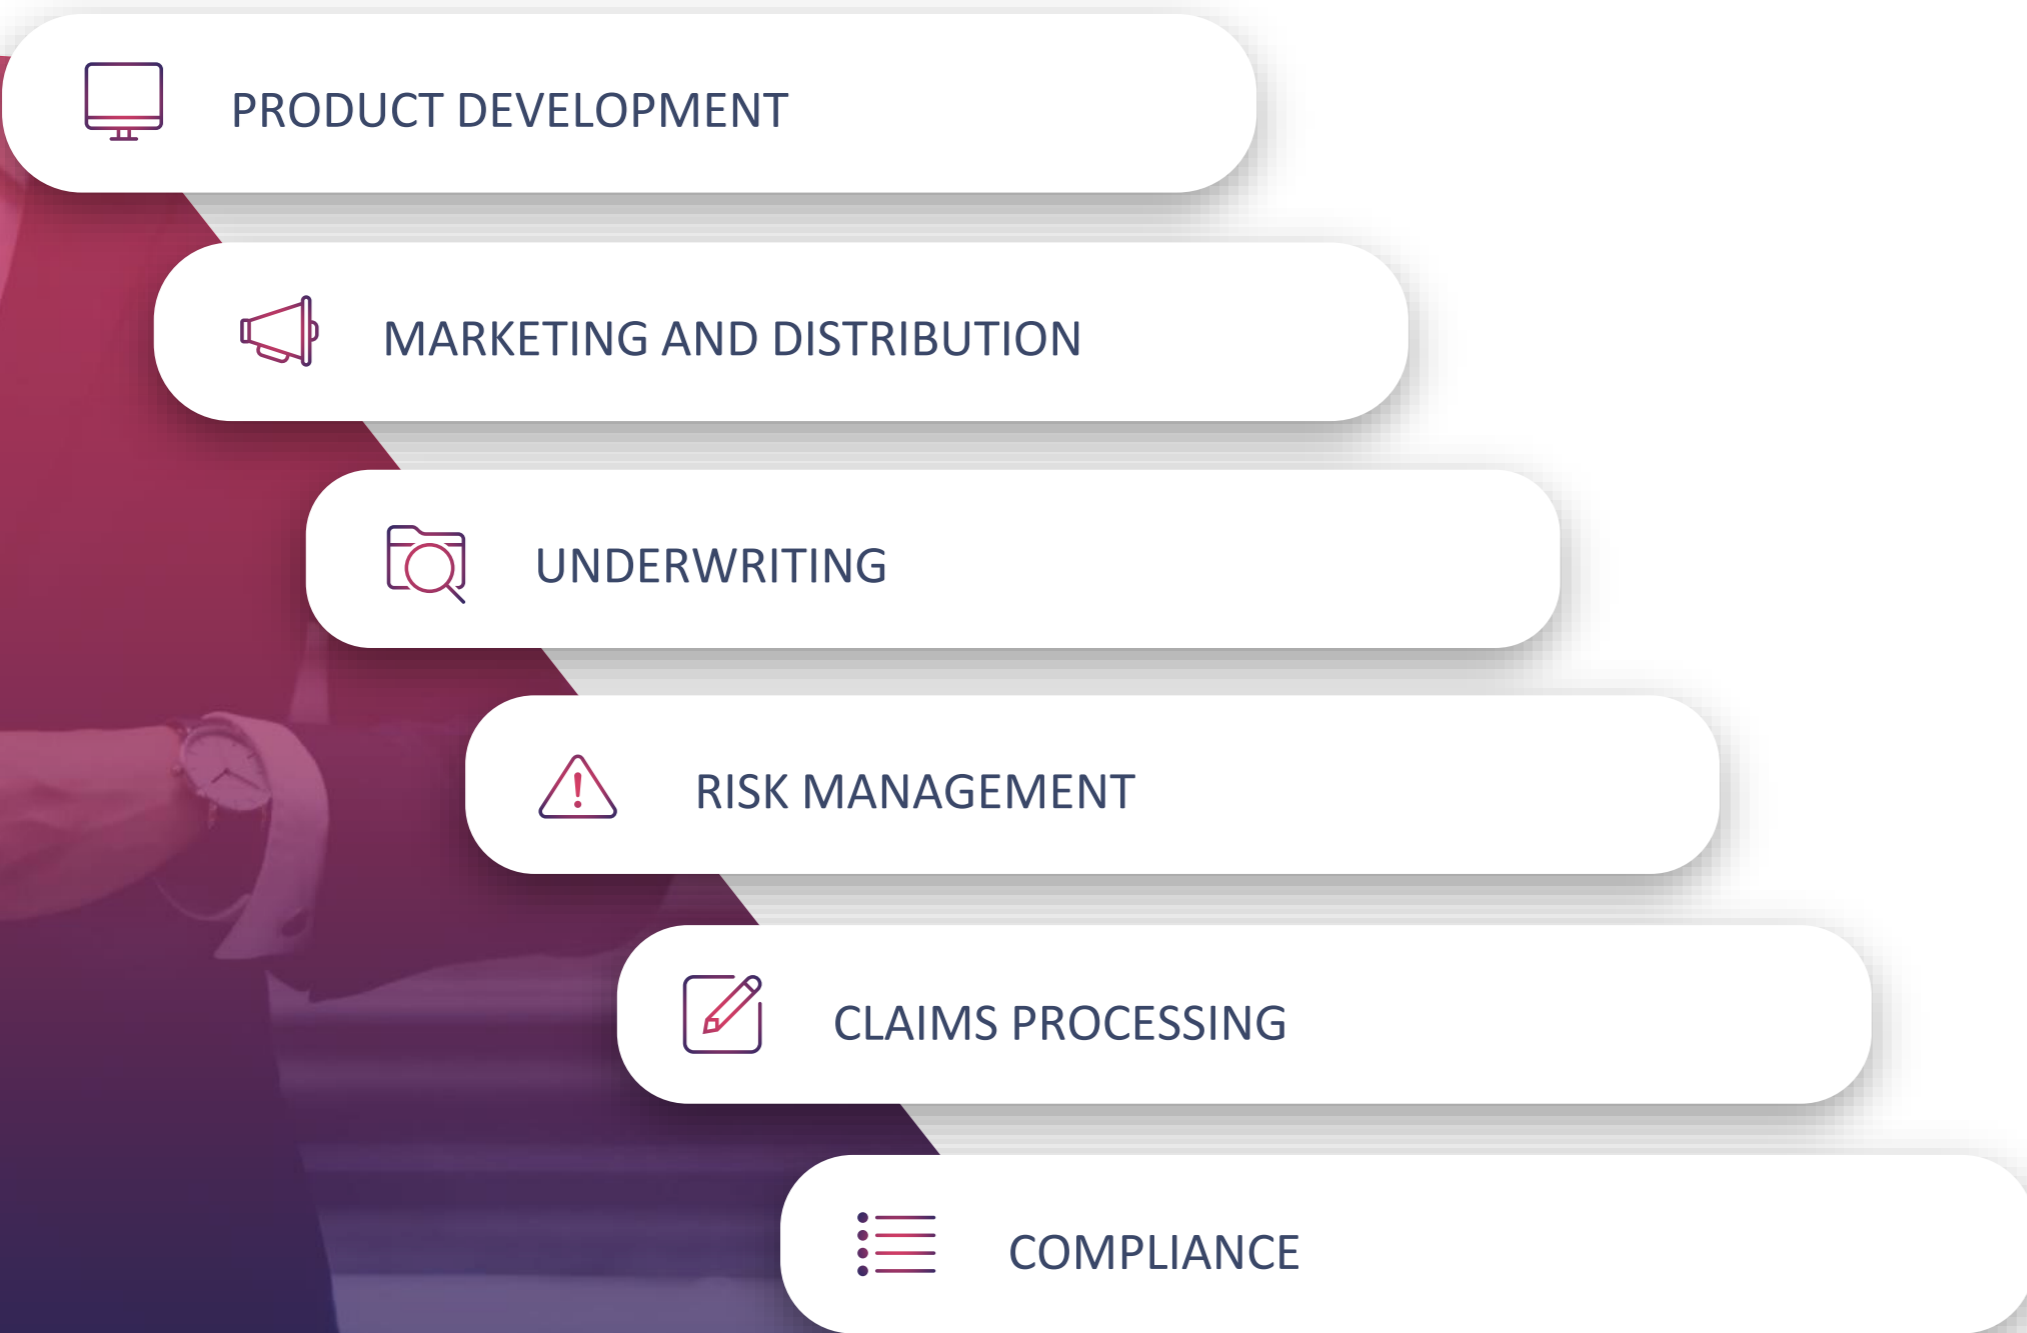 PRODUCT DEVELOPMENT
MARKETING AND DISTRIBUTION
UNDERWRITING
RISK MANAGEMENT
CLAIMS PROCESSING
COMPLIANCE